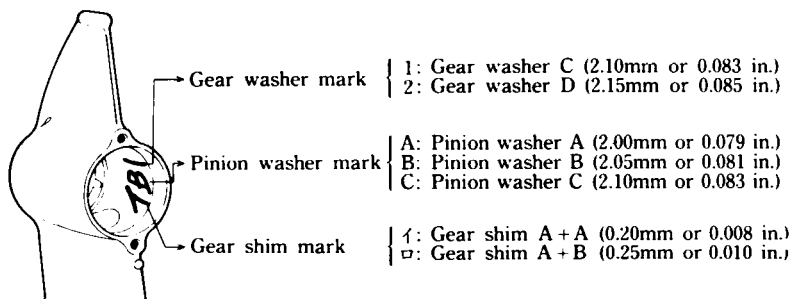 Gear washer mark
1: Gear washer C (2.10mm or 0.083 in.)
2: Gear washer D (2.15mm or 0.085 in.)
Pinion washer mark
A: Pinion washer A (2.00mm or 0.079 in.)
B: Pinion washer B (2.05mm or 0.081 in.)
C: Pinion washer C (2.10mm or 0.083 in.)
Gear shim mark
イ: Gear shim A+A (0.20mm or 0.008 in.)
ロ: Gear shim A+B (0.25mm or 0.010 in.)
イB1